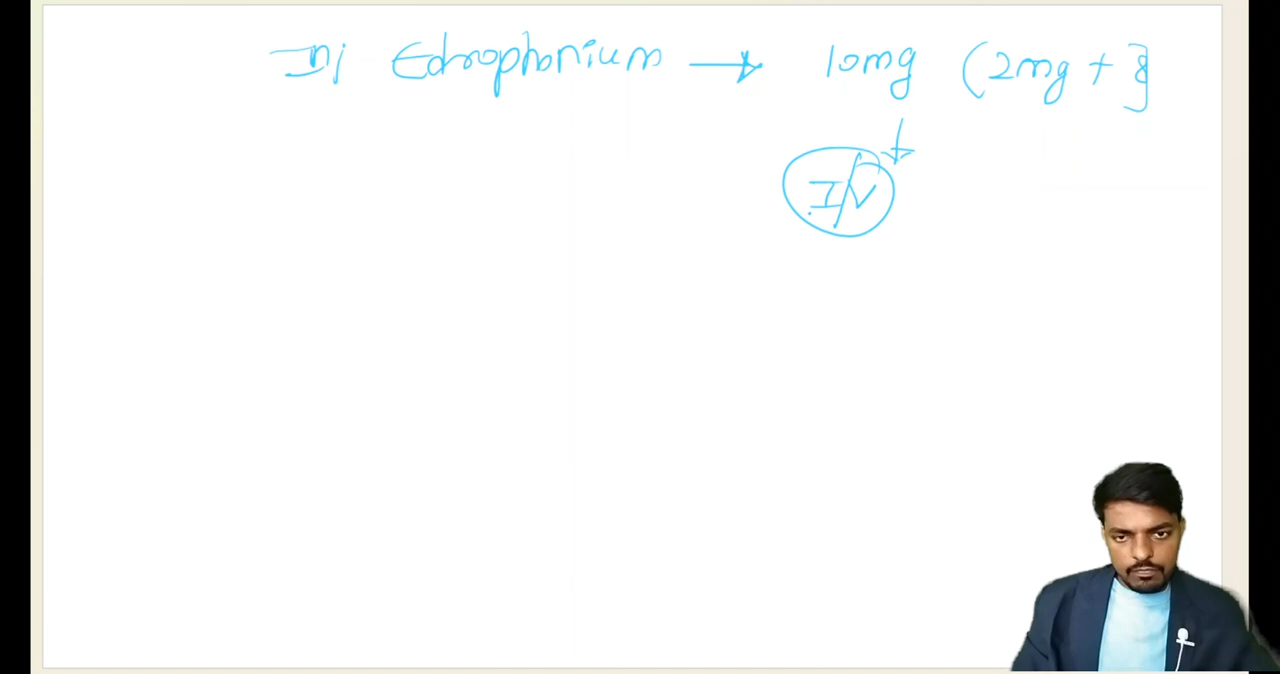 Inj Edrophonium → 10mg (2mg + 8]
I/V